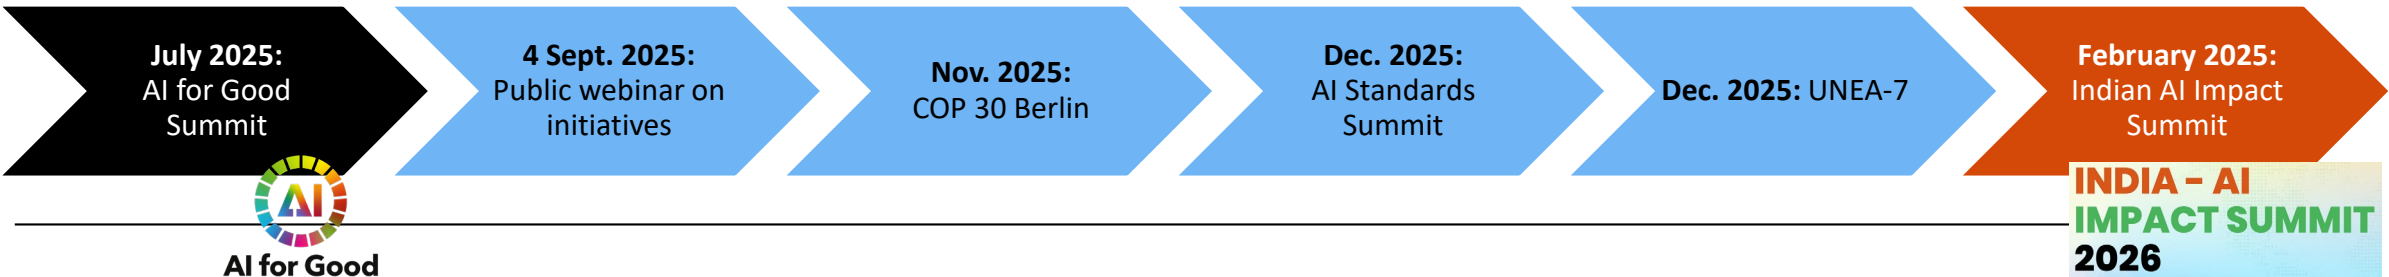 July 2025:
AI for Good
Summit
4 Sept. 2025:
Public webinar on
initiatives
Nov. 2025:
COP 30 Berlin
Dec. 2025:
AI Standards
Summit
Dec. 2025: UNEA-7
February 2025:
Indian AI Impact
Summit
AI
AI for Good
INDIA - AI
IMPACT SUMMIT
2026